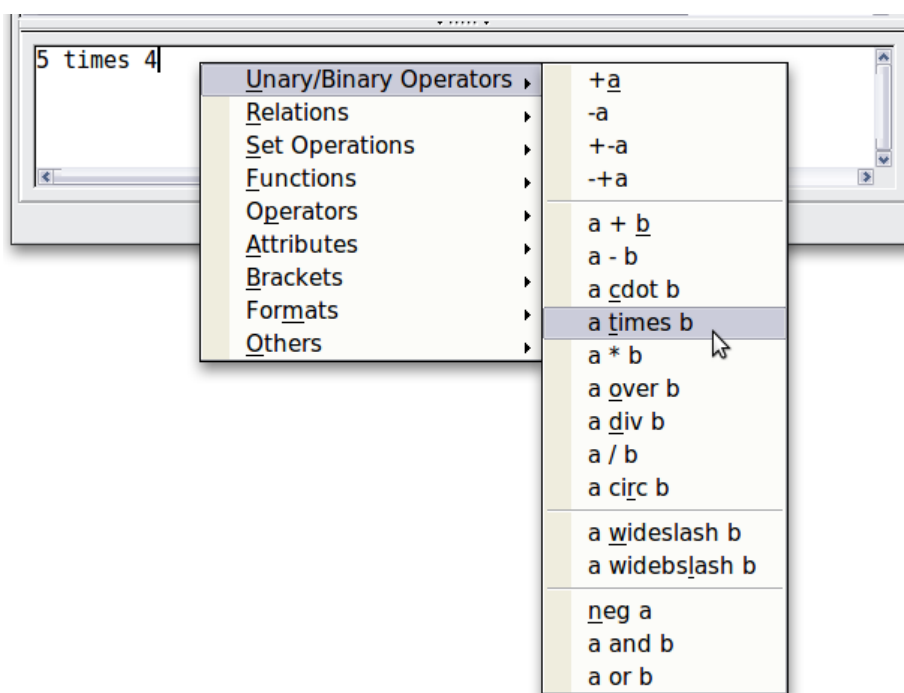 5 times 4
Unary/Binary Operators
Relations
Set Operations
Functions
Operators
Attributes
Brackets
Formats
Others
+a
-a
+-a
-+a
a + b
a - b
a cdot b
a times b
a * b
a over b
a div b
a / b
a circ b
a wideslash b
a widebslash b
neg a
a and b
a or b